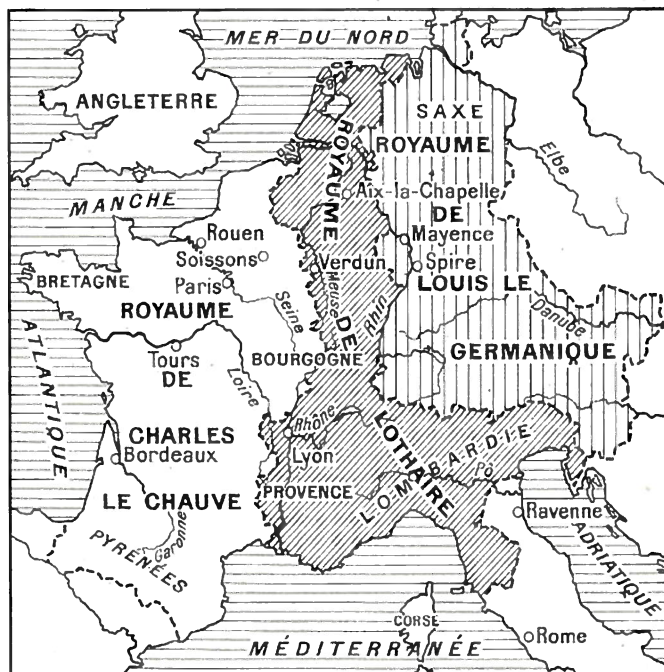 MER DU NORD
ANGLETERRE
SAXE
ROYAUME
DE
LOUIS LE
GERMANIQUE
Elbe
ROYAUME
DE
LOTHAIRE
Aix-la-Chapelle
MANCHE
Mayence
Rouen
Soissons
Verdun
Spire
BRETAGNE
Paris
Meuse
Rhin
Danube
ROYAUME
DE
CHARLES
LE CHAUVE
Seine
ATLANTIQUE
Tours
BOURGOGNE
Loire
Rhône
Lyon
Bordeaux
LOMBARDIE
Pô
PROVENCE
Ravenne
Garonne
PYRÉNÉES
ADRIATIQUE
CORSE
MÉDITERRANÉE
Rome